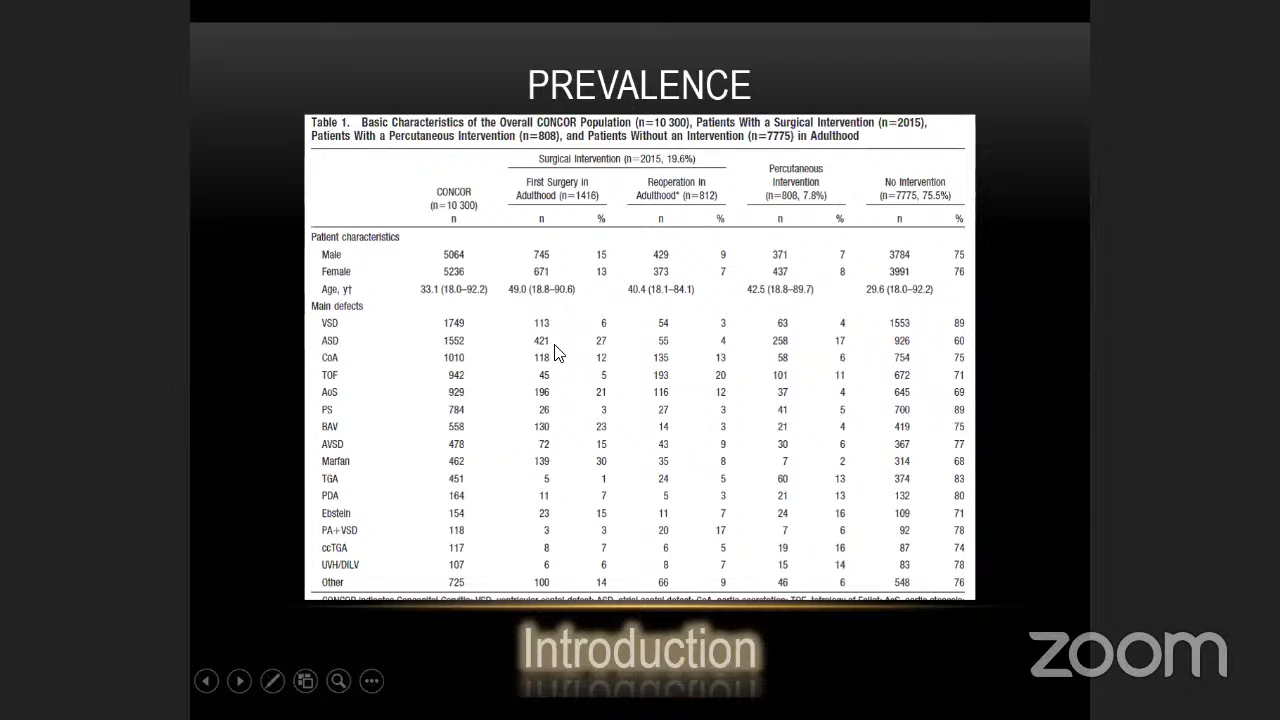 PREVALENCE
Table 1. Basic Characteristics of the Overall CONCOR Population (n=10 300), Patients With a Surgical Intervention (n=2015),
Patients With a Percutaneous Intervention (n=808), and Patients Without an Intervention (n=7775) in Adulthood
Surgical Intervention (n=2015, 19.6%)
CONCOR (n=10 300) First Surgery in Adulthood (n=1416) Reoperation in Adulthood* (n=812) Percutaneous Intervention (n=808, 7.8%) No Intervention (n=7775, 75.5%)
n n % n % n % n %
Patient characteristics
Male 5064 745 15 429 9 371 7 3784 75
Female 5236 671 13 373 7 437 8 3991 76
Age, y† 33.1 (18.0–92.2) 49.0 (18.8–90.6) 40.4 (18.1–84.1) 42.5 (18.8–89.7) 29.6 (18.0–92.2)
Main defects
VSD 1749 113 6 54 3 63 4 1553 89
ASD 1552 421 27 55 4 258 17 926 60
CoA 1010 118 12 135 13 58 6 754 75
TOF 942 45 5 193 20 101 11 672 71
AoS 929 196 21 116 12 37 4 645 69
PS 784 26 3 27 3 41 5 700 89
BAV 558 130 23 14 3 21 4 419 75
AVSD 478 72 15 43 9 30 6 367 77
Marfan 462 139 30 35 8 7 2 314 68
TGA 451 5 1 24 5 60 13 374 83
PDA 164 11 7 5 3 21 13 132 80
Ebstein 154 23 15 11 7 24 16 109 71
PA+VSD 118 3 3 20 17 7 6 92 78
ccTGA 117 8 7 6 5 19 16 87 74
UVH/DILV 107 6 6 8 7 15 14 83 78
Other 725 100 14 66 9 46 6 548 76
Introduction
zoom